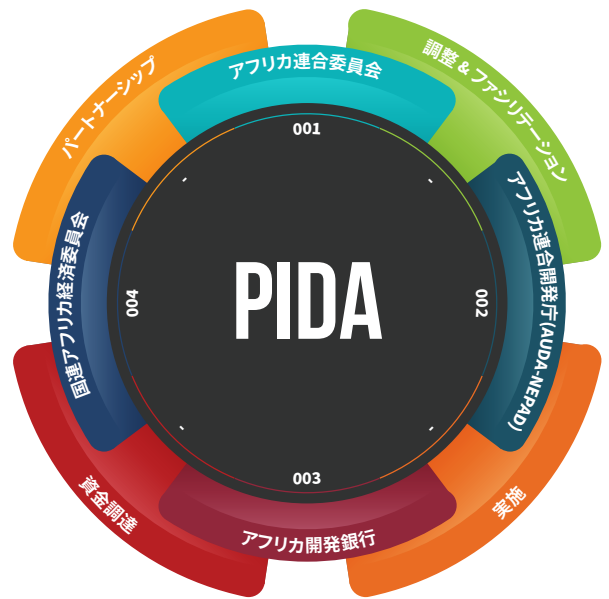 パートナーシップ
アフリカ連合委員会
調整 & ファシリテーション
001
アフリカ連合開発庁(AUDA-NEPAD)
002
PIDA
004
国連アフリカ経済委員会
003
アフリカ開発銀行
資金調達
実施